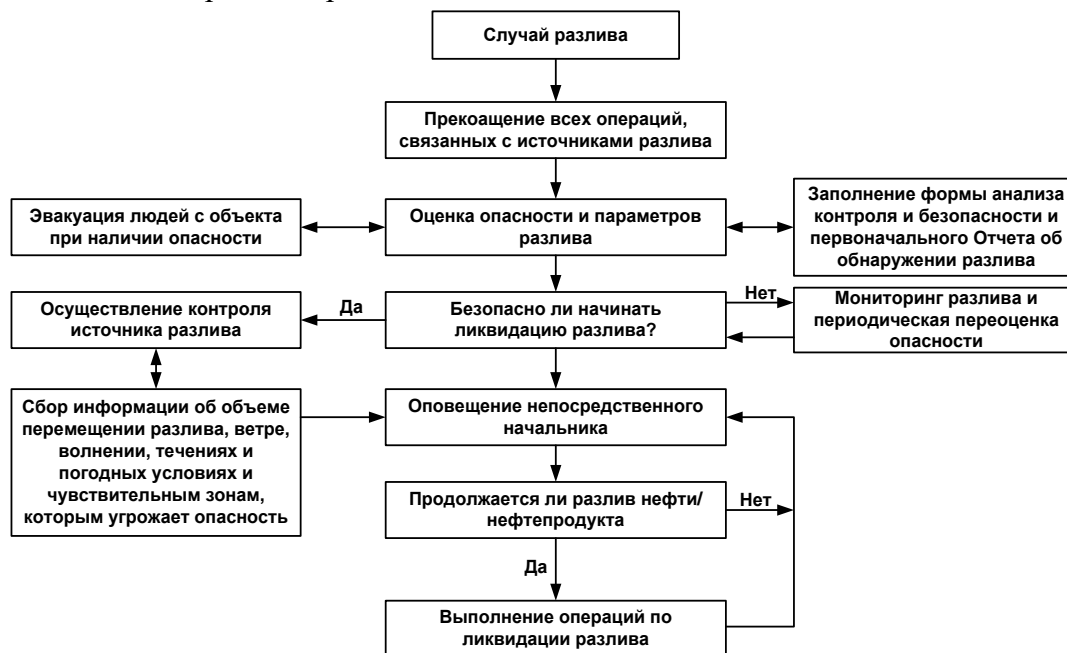 Случай разлива
Прекоащение всех операций,
связанных с источниками разлива
Эвакуация людей с объекта
при наличии опасности
Оценка опасности и параметров
разлива
Заполнение формы анализа
контроля и безопасности и
первоначального Отчета об
обнаружении разлива
Осуществление контроля
источника разлива
Да
Безопасно ли начинать
ликвидацию разлива?
Нет
Мониторинг разлива и
периодическая переоценка
опасности
Сбор информации об объеме
перемещении разлива, ветре,
волнении, течениях и
погодных условиях и
чувствительным зонам,
которым угрожает опасность
Оповещение непосредственного
начальника
Продолжается ли разлив нефти/
нефтепродукта
Нет
Да
Выполнение операций по
ликвидации разлива